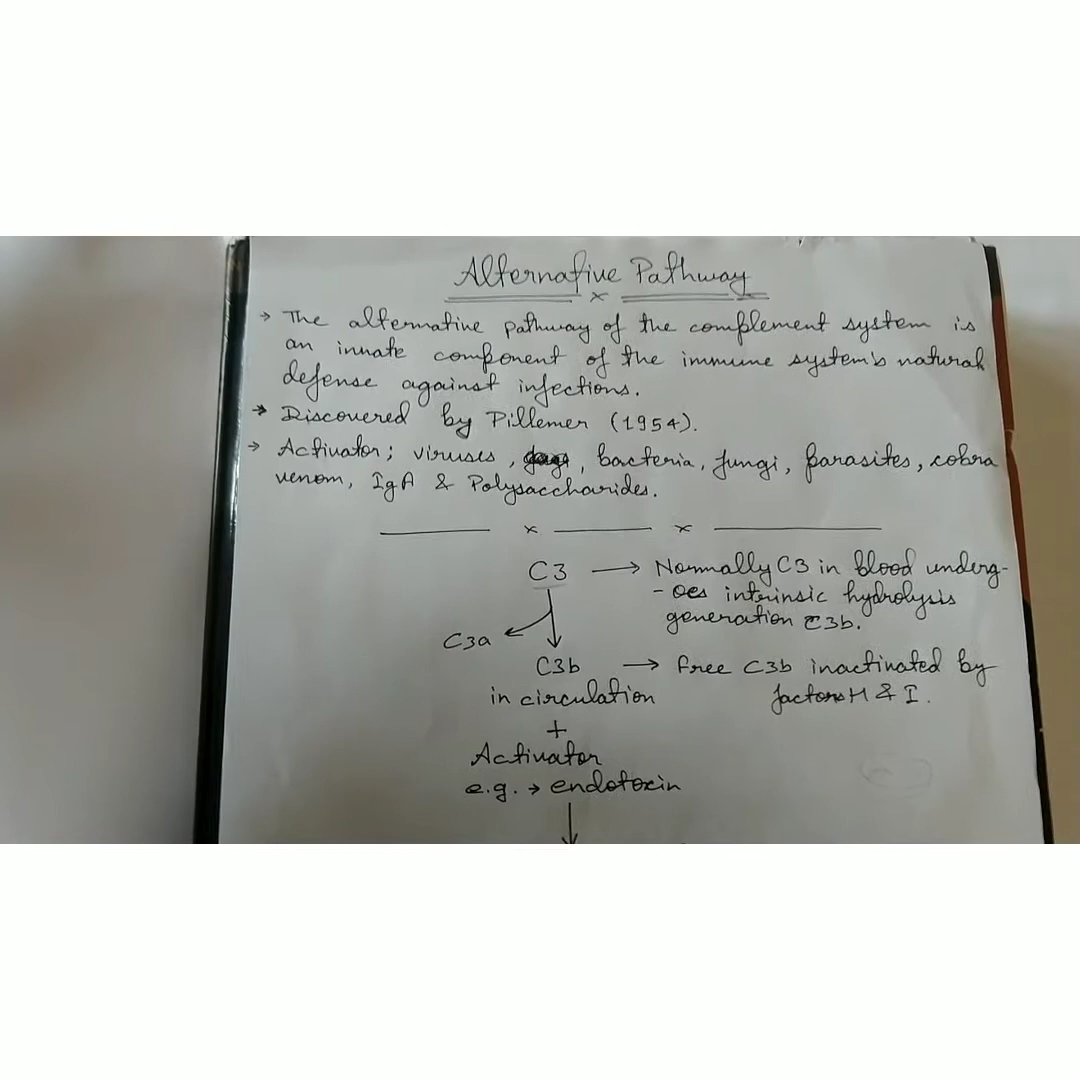 Alternative Pathway
x
→ The alternative pathway of the complement system is
an innate component of the immune system's natural
defense against infections.
→ Discovered by Pillemer (1954).
→ Activator; viruses, , bacteria, fungi, parasites, cobra
venom, IgA & Polysaccharides.
x x
C3 → Normally C3 in blood underg-
-oes intrinsic hydrolysis
generation C3b.
C3a
C3b → free C3b inactivated by
in circulation factors H & I.
+
Activator
e.g. → endotoxin